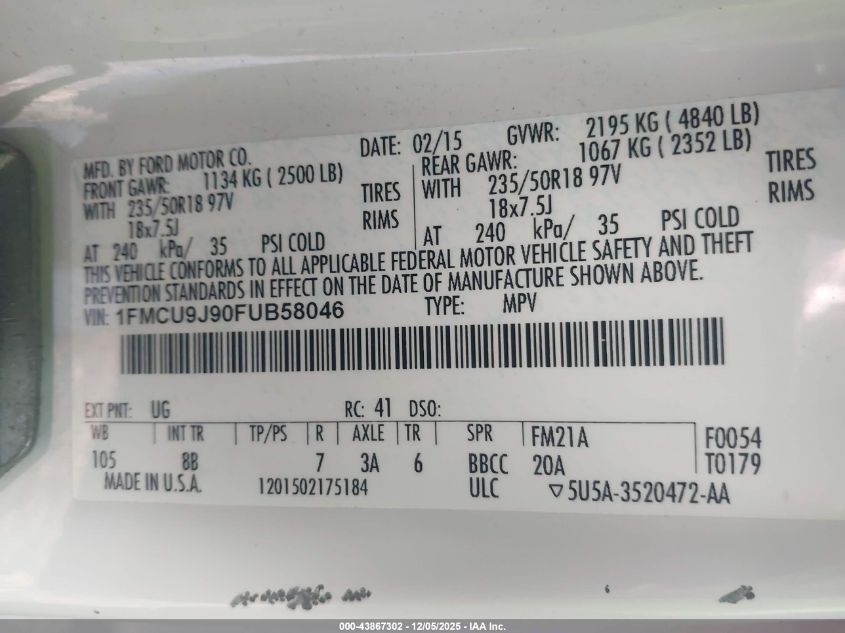 MFD. BY FORD MOTOR CO. DATE: 02/15 GVWR: 2195 KG ( 4840 LB)
FRONT GAWR: 1134 KG ( 2500 LB) REAR GAWR: 1067 KG ( 2352 LB)
WITH 235/50R18 97V TIRES WITH 235/50R18 97V TIRES
18x7.5J RIMS 18x7.5J RIMS
AT 240 kPa/ 35 PSI COLD AT 240 kPa/ 35 PSI COLD
THIS VEHICLE CONFORMS TO ALL APPLICABLE FEDERAL MOTOR VEHICLE SAFETY AND THEFT
PREVENTION STANDARDS IN EFFECT ON THE DATE OF MANUFACTURE SHOWN ABOVE.
VIN: 1FMCU9J90FUB58046 TYPE: MPV
EXT PNT: UG RC: 41 DSO:
WB INT TR TP/PS R AXLE TR SPR FM21A F0054
105 8B 7 3A 6 BBCC 20A T0179
MADE IN U.S.A. 1201502175184 ULC ▽5U5A-3520472-AA
000-43867302 - 12/05/2025 - IAA Inc.